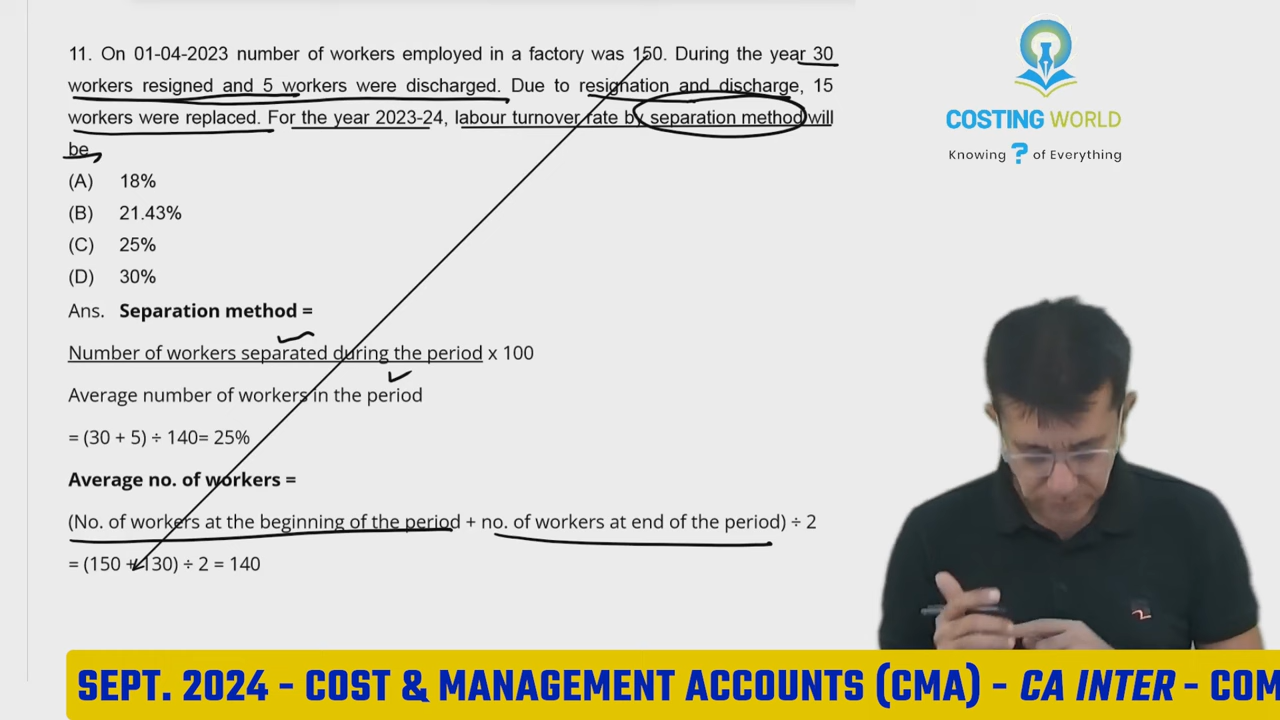 11. On 01-04-2023 number of workers employed in a factory was 150. During the year 30
workers resigned and 5 workers were discharged. Due to resignation and discharge, 15
workers were replaced. For the year 2023-24, labour turnover rate by separation method will
be
(A) 18%
(B) 21.43%
(C) 25%
(D) 30%
Ans. Separation method =
Number of workers separated during the period x 100
Average number of workers in the period
= (30 + 5) ÷ 140= 25%
Average no. of workers =
(No. of workers at the beginning of the period + no. of workers at end of the period) ÷ 2
= (150 + 130) ÷ 2 = 140
COSTING WORLD
Knowing ? of Everything
SEPT. 2024 - COST & MANAGEMENT ACCOUNTS (CMA) - CA INTER - COM